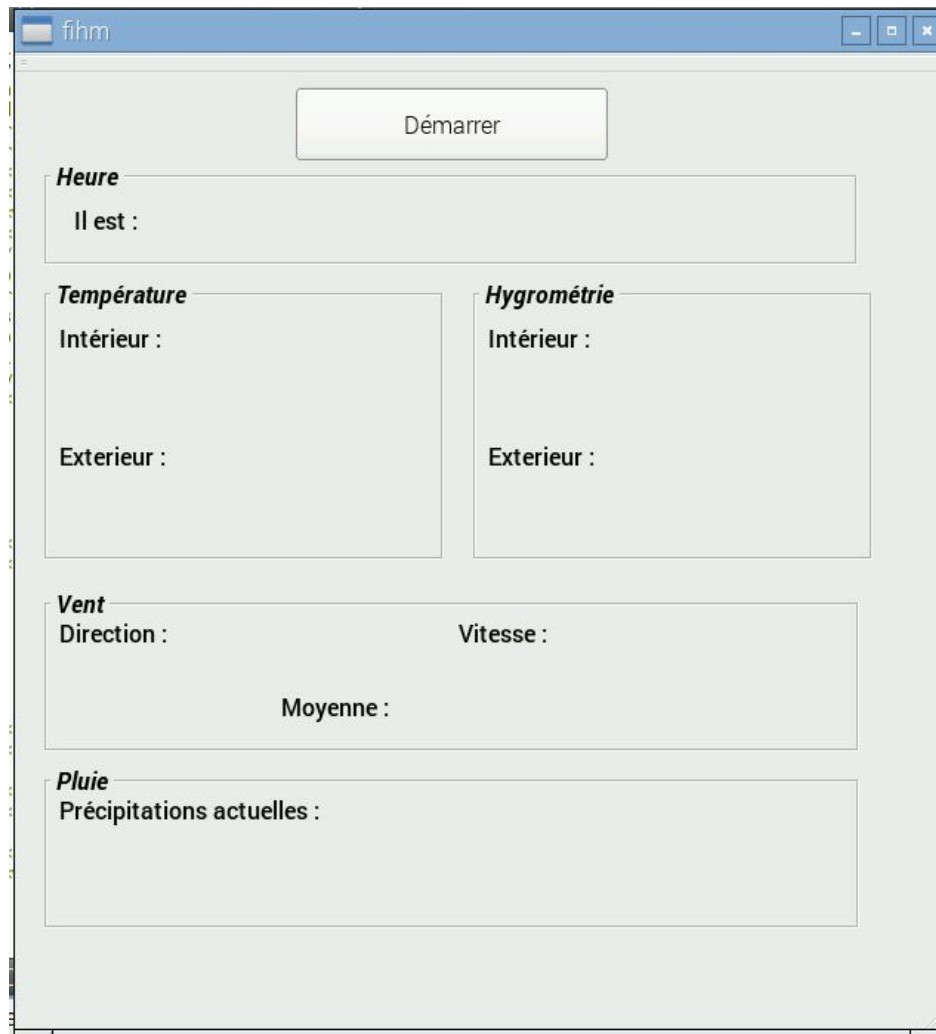 fihm
Démarrer
Heure
Il est :
Température
Intérieur :
Exterieur :
Hygrométrie
Intérieur :
Exterieur :
Vent
Direction :
Vitesse :
Moyenne :
Pluie
Précipitations actuelles :